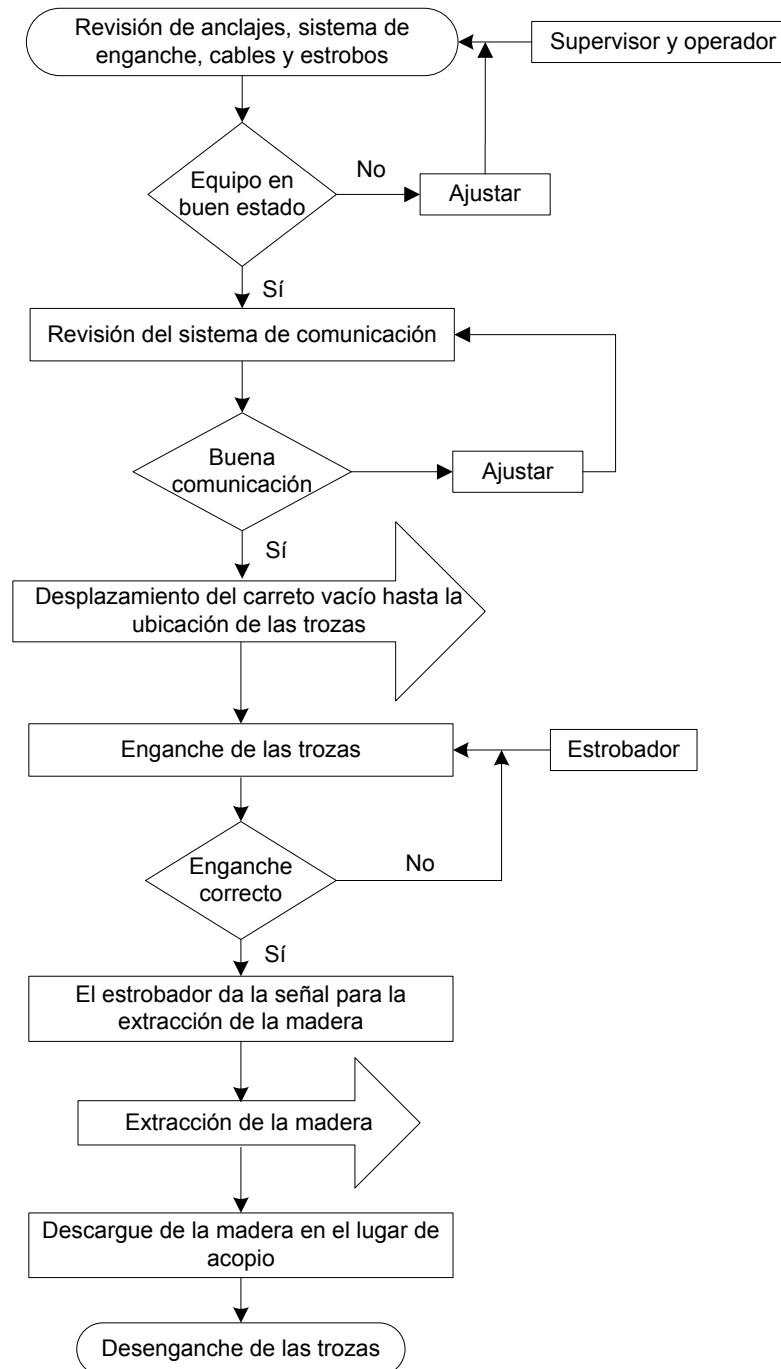 Revisión de anclajes, sistema de
enganche, cables y estrobos
Supervisor y operador
Equipo en
buen estado
No
Ajustar
Sí
Revisión del sistema de comunicación
Buena
comunicación
Ajustar
Sí
Desplazamiento del carreto vacío hasta la
ubicación de las trozas
Enganche de las trozas
Estrobador
Enganche
correcto
No
Sí
El estrobador da la señal para la
extracción de la madera
Extracción de la madera
Descargue de la madera en el lugar de
acopio
Desenganche de las trozas